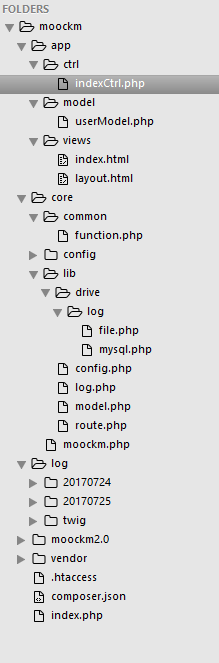 FOLDERS
moockm
app
ctrl
indexCtrl.php
model
userModel.php
views
index.html
layout.html
core
common
function.php
config
lib
drive
log
file.php
mysql.php
config.php
log.php
model.php
route.php
moockm.php
log
20170724
20170725
twig
moockm2.0
vendor
.htaccess
composer.json
index.php